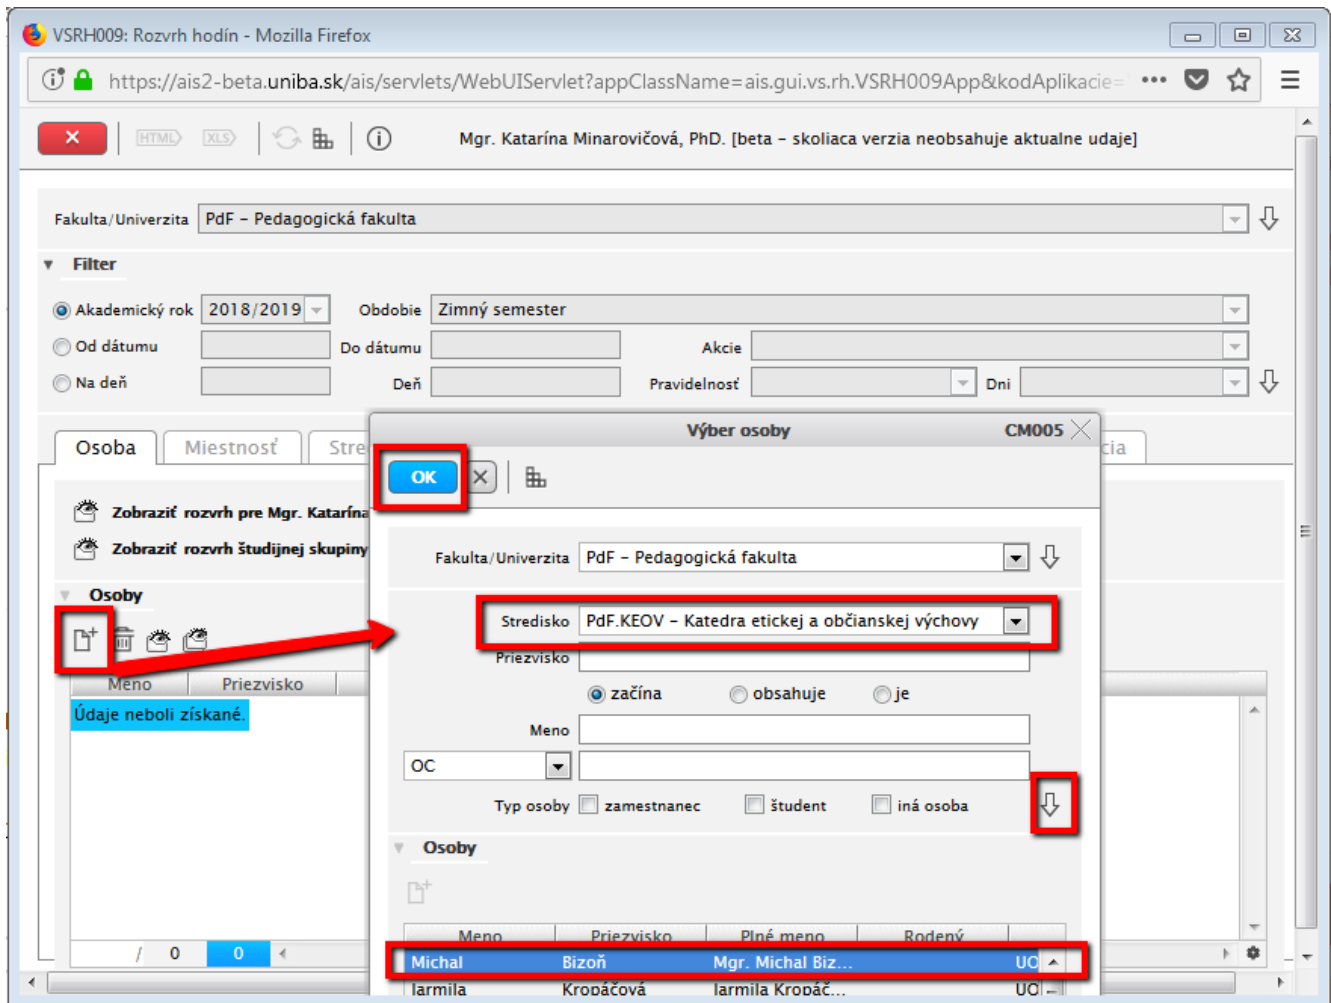 VSRH009: Rozvrh hodín - Mozilla Firefox
https://ais2-beta.uniba.sk/ais/servlets/WebUIServlet?appClassName=ais.gui.vs.rh.VSRH009App&kodAplikacie=
HTML XLS Mgr. Katarína Minarovičová, PhD. [beta - skoliaca verzia neobsahuje aktualne udaje]
Fakulta/Univerzita PdF - Pedagogická fakulta
Filter
Akademický rok 2018/2019 Obdobie Zimný semester
Od dátumu Do dátumu Akcie
Na deň Deň Pravidelnosť Dni
Osoba Miestnosť Stre cia
Zobraziť rozvrh pre Mgr. Katarína
Zobraziť rozvrh študijnej skupiny
Osoby
Meno Priezvisko
Údaje neboli získané.
/ 0 0
Výber osoby CM005
OK
Fakulta/Univerzita PdF - Pedagogická fakulta
Stredisko PdF.KEOV - Katedra etickej a občianskej výchovy
Priezvisko
začína obsahuje je
Meno
OC
Typ osoby zamestnanec študent iná osoba
Osoby
Meno Priezvisko Plné meno Rodený
Michal Bizoň Mgr. Michal Biz... UO
Jarmila Kropáčová Jarmila Kropáč... UO